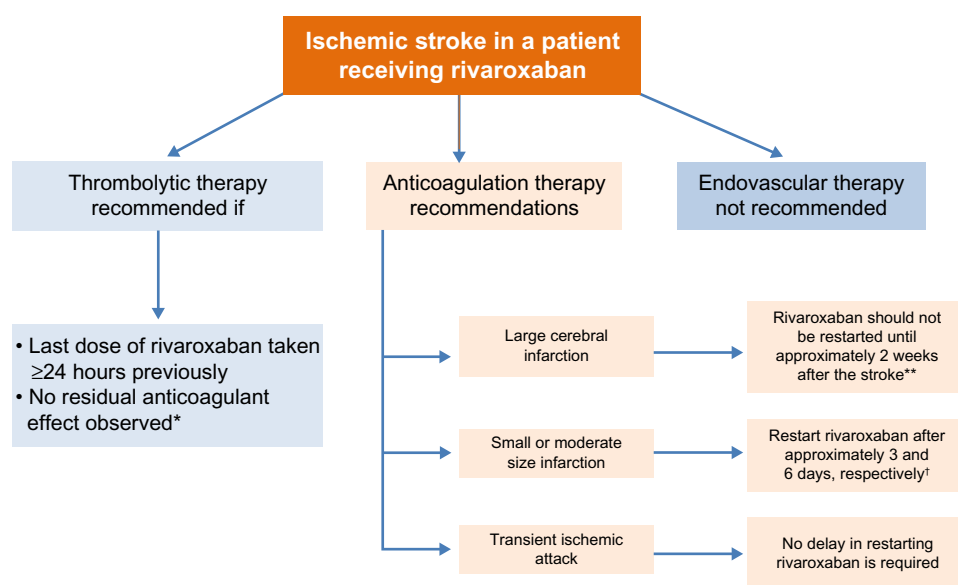 Ischemic stroke in a patient
receiving rivaroxaban
Thrombolytic therapy
recommended if
Anticoagulation therapy
recommendations
Endovascular therapy
not recommended
• Last dose of rivaroxaban taken
≥24 hours previously
• No residual anticoagulant
effect observed*
Large cerebral
infarction
Rivaroxaban should not
be restarted until
approximately 2 weeks
after the stroke**
Small or moderate
size infarction
Restart rivaroxaban after
approximately 3 and
6 days, respectively†
Transient ischemic
attack
No delay in restarting
rivaroxaban is required